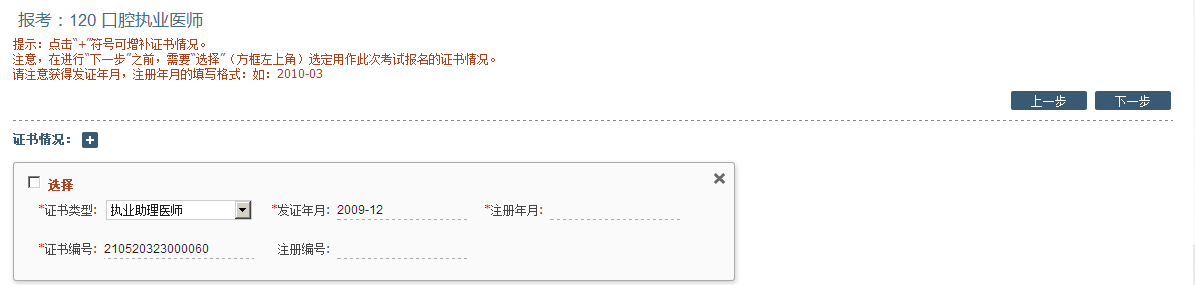 报考：120 口腔执业医师
提示：点击"+"符号可增补证书情况。
注意，在进行"下一步"之前，需要"选择"（方框左上角）选定用作此次考试报名的证书情况。
请注意获得发证年月，注册年月的填写格式：如：2010-03
上一步 下一步
证书情况： +
选择
*证书类型: 执业助理医师 *发证年月: 2009-12 *注册年月:
*证书编号: 210520323000060 注册编号: